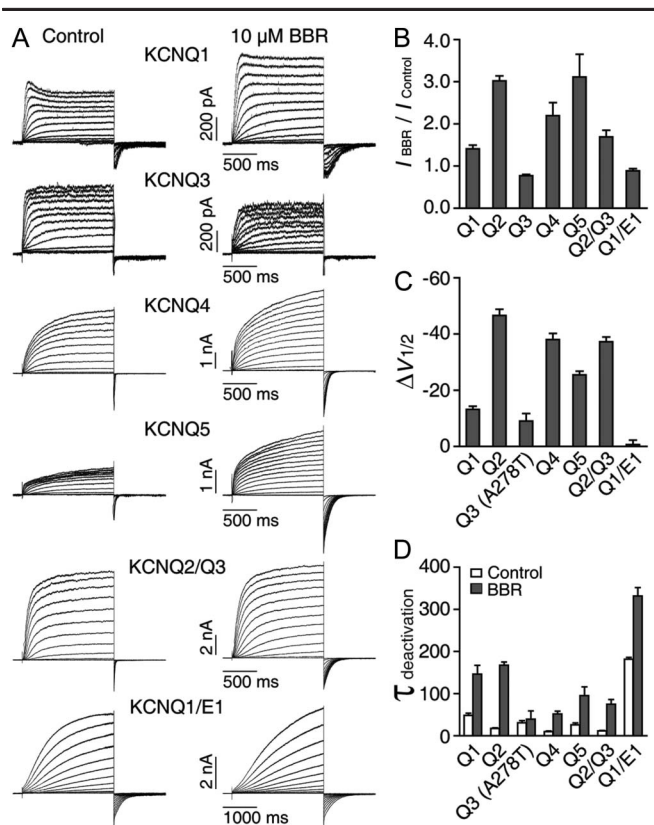 A
Control
10 µM BBR
KCNQ1
200 pA
500 ms
KCNQ3
200 pA
500 ms
KCNQ4
1 nA
500 ms
KCNQ5
1 nA
500 ms
KCNQ2/Q3
2 nA
500 ms
KCNQ1/E1
2 nA
1000 ms
B
I BBR / I Control
4.0
3.0
2.0
1.0
0.0
Q1
Q2
Q3
Q4
Q5
Q2/Q3
Q1/E1
C
ΔV1/2
-60
-40
-20
0
Q1
Q2
Q3 (A278T)
Q4
Q5
Q2/Q3
Q1/E1
D
Control
BBR
τ deactivation
400
300
200
100
0
Q1
Q2
Q3 (A278T)
Q4
Q5
Q2/Q3
Q1/E1